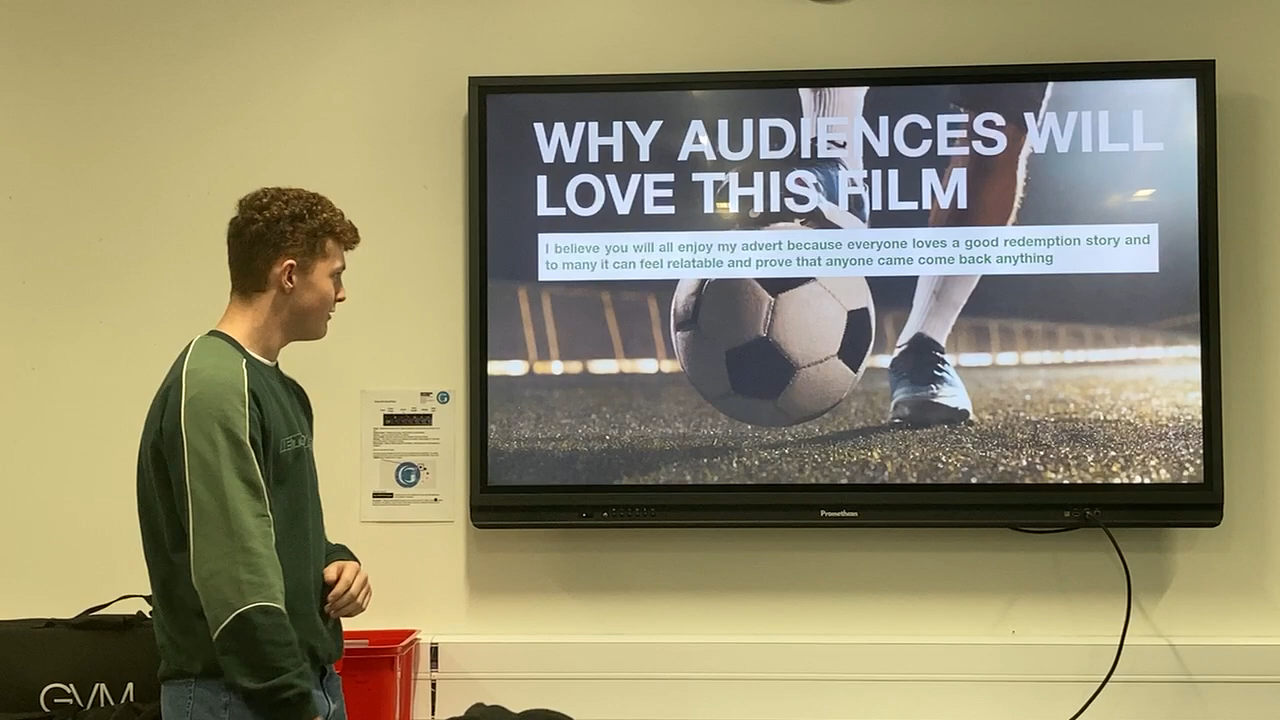 WHY AUDIENCES WILL
LOVE THIS FILM
I believe you will all enjoy my advert because everyone loves a good redemption story and
to many it can feel relatable and prove that anyone came come back anything
Promethean
GVM